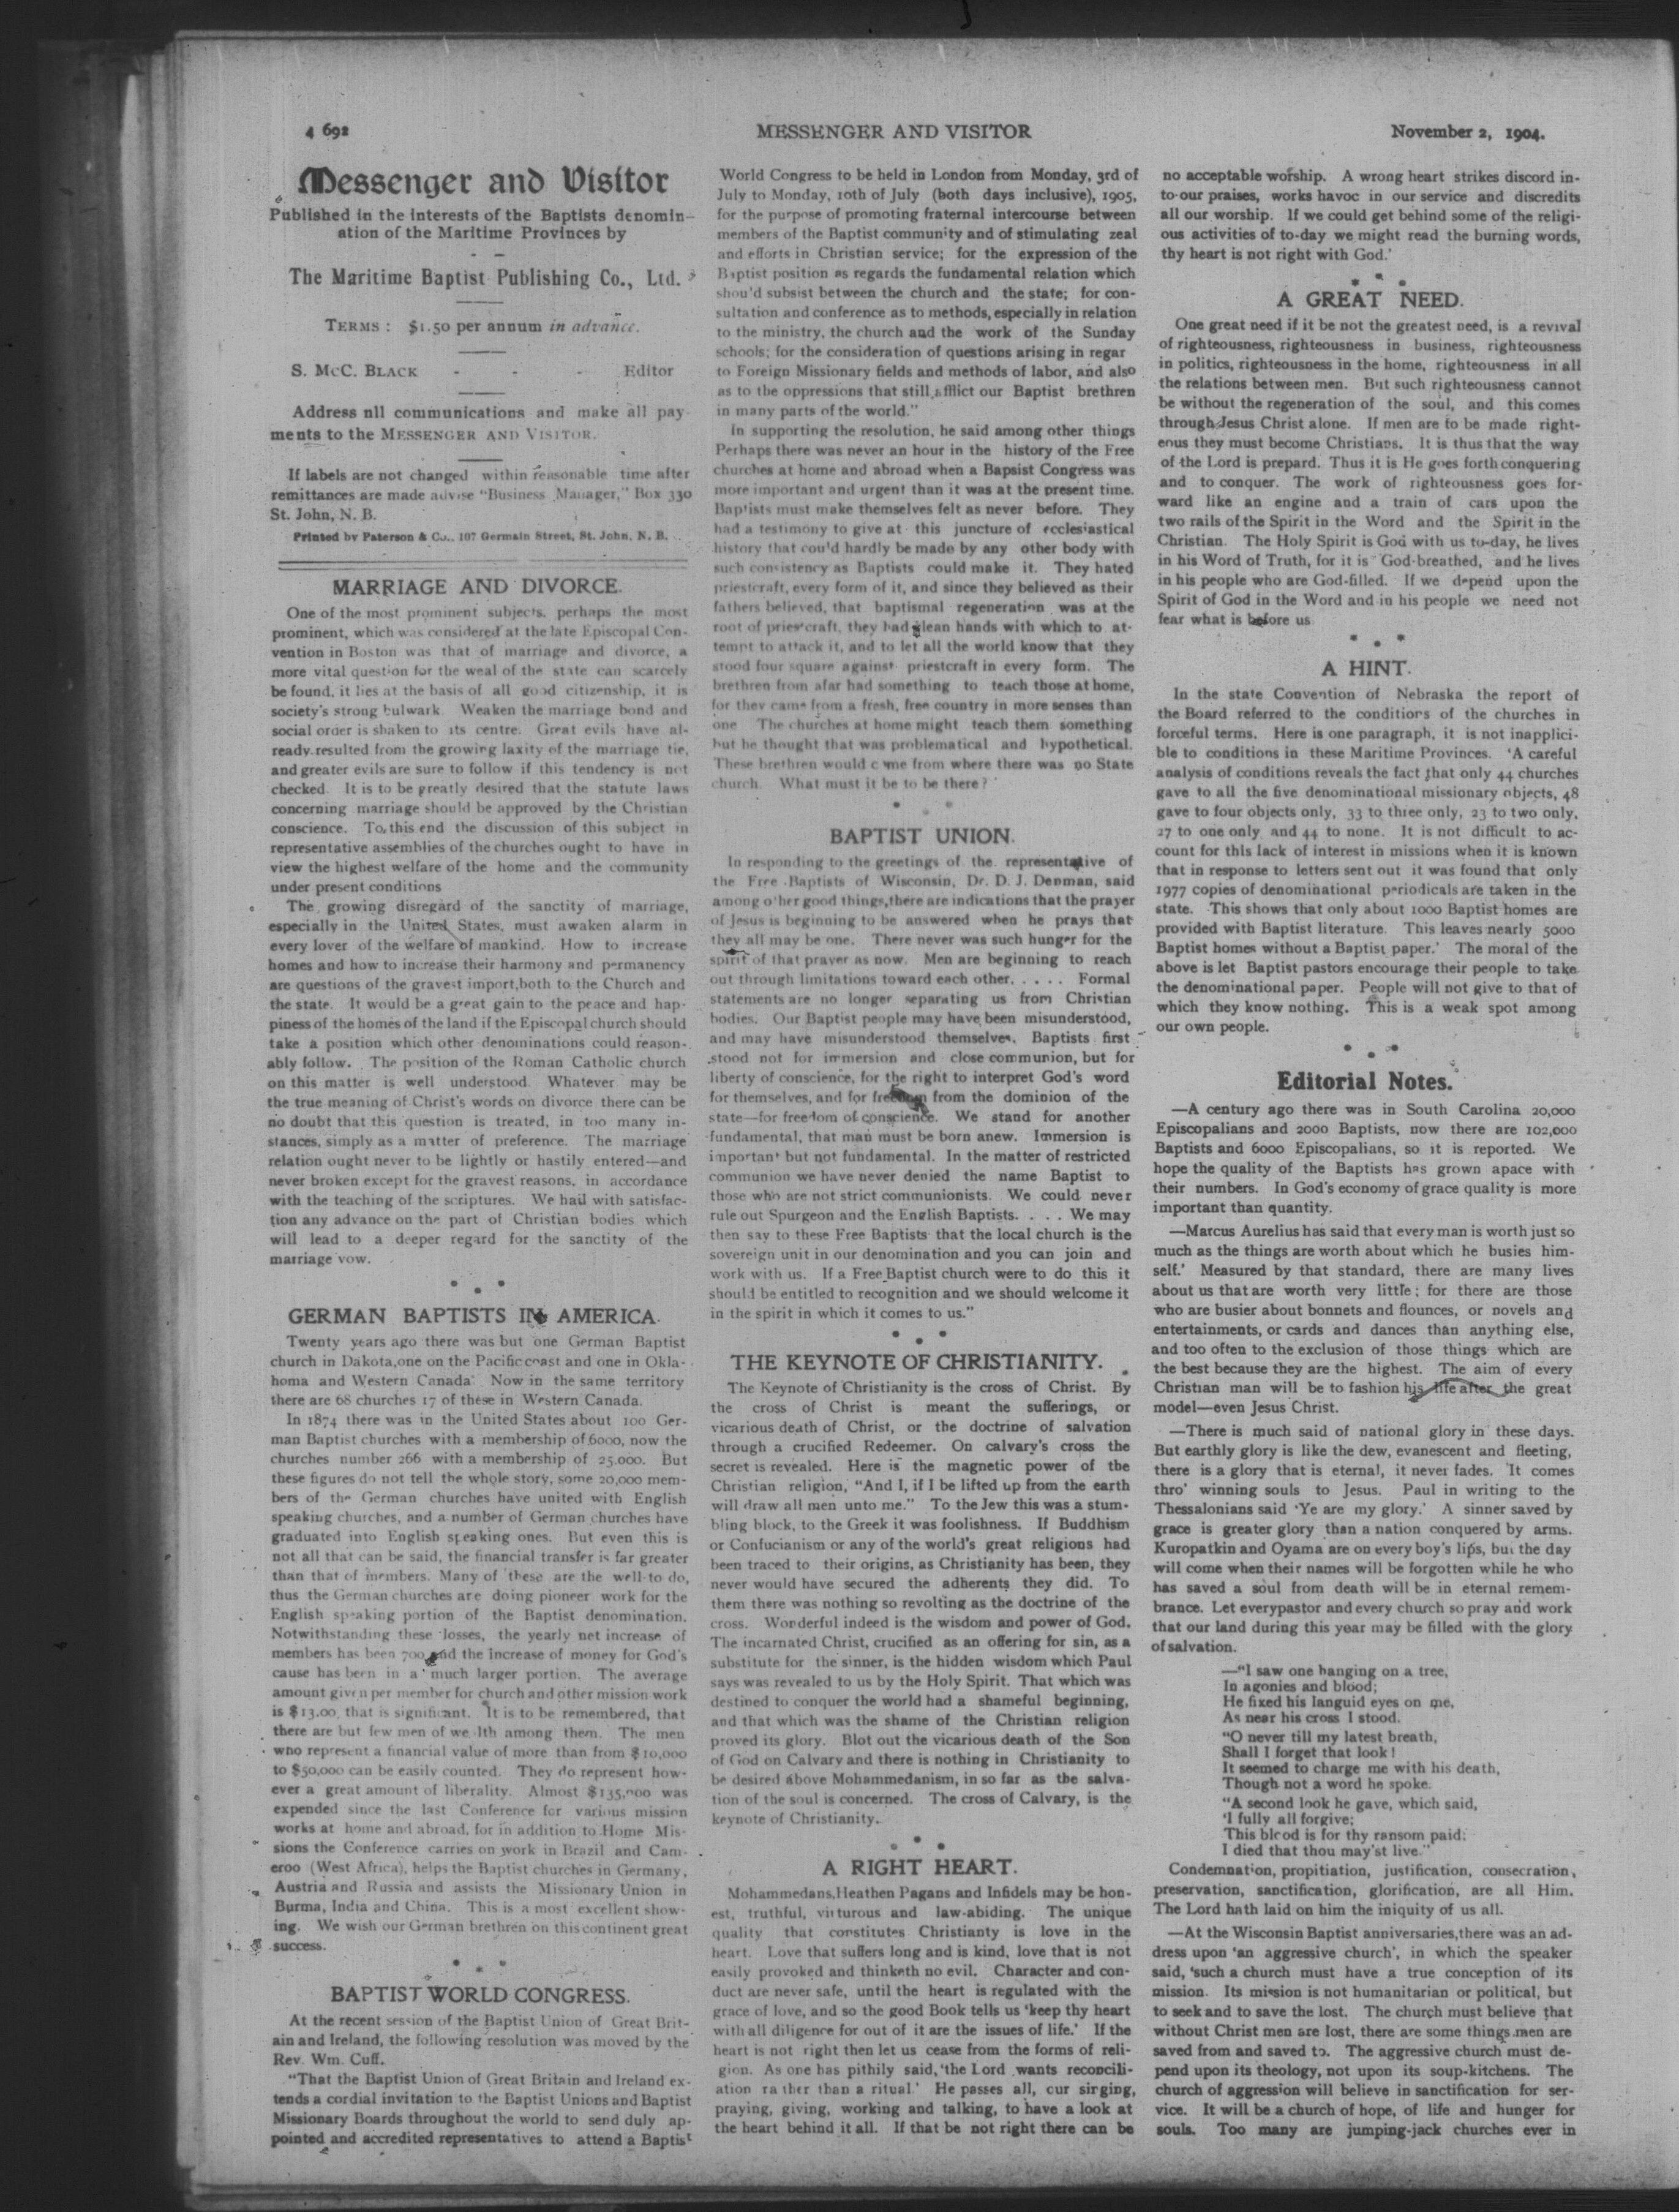 4 692
MESSENGER AND VISITOR
November 2, 1904.
Messenger and Visitor
Published in the interests of the Baptists denomin-
ation of the Maritime Provinces by
The Maritime Baptist Publishing Co., Ltd.
TERMS : $1.50 per annum in advance.
S. MCC. BLACK - - - Editor
Address all communications and make all pay-
ments to the MESSENGER AND VISITOR.
If labels are not changed within reasonable time after
remittances are made advise "Business Manager," Box 330
St. John, N. B.
Printed by Paterson & Co., 107 Germain Street, St. John, N. B.
MARRIAGE AND DIVORCE.
One of the most prominent subjects, perhaps the most
prominent, which was considered at the late Episcopal Con-
vention in Boston was that of marriage and divorce, a
more vital question for the weal of the state can scarcely
be found, it lies at the basis of all good citizenship, it is
society's strong bulwark. Weaken the marriage bond and
social order is shaken to its centre. Great evils have al-
ready resulted from the growing laxity of the marriage tie,
and greater evils are sure to follow if this tendency is not
checked. It is to be greatly desired that the statute laws
concerning marriage should be approved by the Christian
conscience. To this end the discussion of this subject in
representative assemblies of the churches ought to have in
view the highest welfare of the home and the community
under present conditions
The growing disregard of the sanctity of marriage,
especially in the United States, must awaken alarm in
every lover of the welfare of mankind. How to increase
homes and how to increase their harmony and permanency
are questions of the gravest import, both to the Church and
the state. It would be a great gain to the peace and hap-
piness of the homes of the land if the Episcopal church should
take a position which other denominations could reason-
ably follow. The position of the Roman Catholic church
on this matter is well understood. Whatever may be
the true meaning of Christ's words on divorce there can be
no doubt that this question is treated, in too many in-
stances, simply as a matter of preference. The marriage
relation ought never to be lightly or hastily entered—and
never broken except for the gravest reasons, in accordance
with the teaching of the scriptures. We hail with satisfac-
tion any advance on the part of Christian bodies which
will lead to a deeper regard for the sanctity of the
marriage vow.
GERMAN BAPTISTS IN AMERICA.
Twenty years ago there was but one German Baptist
church in Dakota, one on the Pacific coast and one in Okla-
homa and Western Canada. Now in the same territory
there are 68 churches 17 of these in Western Canada.
In 1874 there was in the United States about 100 Ger-
man Baptist churches with a membership of 6000, now the
churches number 266 with a membership of 25.000. But
these figures do not tell the whole story, some 20,000 mem-
bers of the German churches have united with English
speaking churches, and a number of German churches have
graduated into English speaking ones. But even this is
not all that can be said, the financial transfer is far greater
than that of members. Many of these are the well-to do,
thus the German churches are doing pioneer work for the
English speaking portion of the Baptist denomination.
Notwithstanding these losses, the yearly net increase of
members has been 700 and the increase of money for God's
cause has been in a much larger portion. The average
amount given per member for church and other mission work
is $13.00, that is significant. It is to be remembered, that
there are but few men of wealth among them. The men
who represent a financial value of more than from $10,000
to $50,000 can be easily counted. They do represent how-
ever a great amount of liberality. Almost $135,000 was
expended since the last Conference for various mission
works at home and abroad, for in addition to Home Mis-
sions the Conference carries on work in Brazil and Cam-
eroo (West Africa), helps the Baptist churches in Germany,
Austria and Russia and assists the Missionary Union in
Burma, India and China. This is a most excellent show-
ing. We wish our German brethren on this continent great
success.
BAPTIST WORLD CONGRESS.
At the recent session of the Baptist Union of Great Brit-
ain and Ireland, the following resolution was moved by the
Rev. Wm. Cuff.
"That the Baptist Union of Great Britain and Ireland ex-
tends a cordial invitation to the Baptist Unions and Baptist
Missionary Boards throughout the world to send duly ap-
pointed and accredited representatives to attend a Baptist
World Congress to be held in London from Monday, 3rd of
July to Monday, 10th of July (both days inclusive), 1905,
for the purpose of promoting fraternal intercourse between
members of the Baptist community and of stimulating zeal
and efforts in Christian service; for the expression of the
Baptist position as regards the fundamental relation which
shou'd subsist between the church and the state; for con-
sultation and conference as to methods, especially in relation
to the ministry, the church and the work of the Sunday
schools; for the consideration of questions arising in regar
to Foreign Missionary fields and methods of labor, and also
as to the oppressions that still afflict our Baptist brethren
in many parts of the world."
In supporting the resolution, he said among other things
Perhaps there was never an hour in the history of the Free
churches at home and abroad when a Bapsist Congress was
more important and urgent than it was at the present time.
Baptists must make themselves felt as never before. They
had a testimony to give at this juncture of ecclesiastical
history that cou'd hardly be made by any other body with
such consistency as Baptists could make it. They hated
priestcraft, every form of it, and since they believed as their
fathers believed, that baptismal regeneration was at the
root of priestcraft, they had clean hands with which to at-
tempt to attack it, and to let all the world know that they
stood four square against priestcraft in every form. The
brethren from afar had something to teach those at home,
for they came from a fresh, free country in more senses than
one The churches at home might teach them something
but he thought that was problematical and hypothetical.
These brethren would come from where there was no State
church. What must it be to be there?'
BAPTIST UNION.
In responding to the greetings of the representative of
the Free Baptists of Wisconsin, Dr. D. J. Denman, said
among o'her good things, there are indications that the prayer
of Jesus is beginning to be answered when he prays that
they all may be one. There never was such hunger for the
spirit of that prayer as now. Men are beginning to reach
out through limitations toward each other. . . . . Formal
statements are no longer separating us from Christian
bodies. Our Baptist people may have been misunderstood,
and may have misunderstood themselves. Baptists first
stood not for immersion and close communion, but for
liberty of conscience, for the right to interpret God's word
for themselves, and for freedom from the dominion of the
state—for freedom of conscience. We stand for another
fundamental, that man must be born anew. Immersion is
important but not fundamental. In the matter of restricted
communion we have never denied the name Baptist to
those who are not strict communionists. We could never
rule out Spurgeon and the English Baptists. . . . We may
then say to these Free Baptists that the local church is the
sovereign unit in our denomination and you can join and
work with us. If a Free Baptist church were to do this it
should be entitled to recognition and we should welcome it
in the spirit in which it comes to us."
THE KEYNOTE OF CHRISTIANITY.
The Keynote of Christianity is the cross of Christ. By
the cross of Christ is meant the sufferings, or
vicarious death of Christ, or the doctrine of salvation
through a crucified Redeemer. On calvary's cross the
secret is revealed. Here is the magnetic power of the
Christian religion, "And I, if I be lifted up from the earth
will draw all men unto me." To the Jew this was a stum-
bling block, to the Greek it was foolishness. If Buddhism
or Confucianism or any of the world's great religions had
been traced to their origins, as Christianity has been, they
never would have secured the adherents they did. To
them there was nothing so revolting as the doctrine of the
cross. Wonderful indeed is the wisdom and power of God.
The incarnated Christ, crucified as an offering for sin, as a
substitute for the sinner, is the hidden wisdom which Paul
says was revealed to us by the Holy Spirit. That which was
destined to conquer the world had a shameful beginning,
and that which was the shame of the Christian religion
proved its glory. Blot out the vicarious death of the Son
of God on Calvary and there is nothing in Christianity to
be desired above Mohammedanism, in so far as the salva-
tion of the soul is concerned. The cross of Calvary, is the
keynote of Christianity.
A RIGHT HEART.
Mohammedans, Heathen Pagans and Infidels may be hon-
est, truthful, virturous and law-abiding. The unique
quality that constitutes Christianty is love in the
heart. Love that suffers long and is kind, love that is not
easily provoked and thinketh no evil. Character and con-
duct are never safe, until the heart is regulated with the
grace of love, and so the good Book tells us 'keep thy heart
with all diligence for out of it are the issues of life.' If the
heart is not right then let us cease from the forms of reli-
gion. As one has pithily said, 'the Lord wants reconcili-
ation rather than a ritual.' He passes all, our singing,
praying, giving, working and talking, to have a look at
the heart behind it all. If that be not right there can be
no acceptable worship. A wrong heart strikes discord in-
to our praises, works havoc in our service and discredits
all our worship. If we could get behind some of the religi-
ous activities of to-day we might read the burning words,
thy heart is not right with God.'
A GREAT NEED.
One great need if it be not the greatest need, is a revival
of righteousness, righteousness in business, righteousness
in politics, righteousness in the home, righteousness in all
the relations between men. But such righteousness cannot
be without the regeneration of the soul, and this comes
through Jesus Christ alone. If men are to be made right-
eous they must become Christians. It is thus that the way
of the Lord is prepard. Thus it is He goes forth conquering
and to conquer. The work of righteousness goes for-
ward like an engine and a train of cars upon the
two rails of the Spirit in the Word and the Spirit in the
Christian. The Holy Spirit is God with us to-day, he lives
in his Word of Truth, for it is God-breathed, and he lives
in his people who are God-filled. If we depend upon the
Spirit of God in the Word and in his people we need not
fear what is before us
A HINT.
In the state Convention of Nebraska the report of
the Board referred to the conditions of the churches in
forceful terms. Here is one paragraph, it is not inapplici-
ble to conditions in these Maritime Provinces. 'A careful
analysis of conditions reveals the fact that only 44 churches
gave to all the five denominational missionary objects, 48
gave to four objects only, 33 to three only, 23 to two only,
27 to one only and 44 to none. It is not difficult to ac-
count for this lack of interest in missions when it is known
that in response to letters sent out it was found that only
1977 copies of denominational periodicals are taken in the
state. This shows that only about 1000 Baptist homes are
provided with Baptist literature. This leaves nearly 5000
Baptist homes without a Baptist paper.' The moral of the
above is let Baptist pastors encourage their people to take
the denominational paper. People will not give to that of
which they know nothing. This is a weak spot among
our own people.
Editorial Notes.
—A century ago there was in South Carolina 20,000
Episcopalians and 2000 Baptists, now there are 102,000
Baptists and 6000 Episcopalians, so it is reported. We
hope the quality of the Baptists has grown apace with
their numbers. In God's economy of grace quality is more
important than quantity.
—Marcus Aurelius has said that every man is worth just so
much as the things are worth about which he busies him-
self.' Measured by that standard, there are many lives
about us that are worth very little; for there are those
who are busier about bonnets and flounces, or novels and
entertainments, or cards and dances than anything else,
and too often to the exclusion of those things which are
the best because they are the highest. The aim of every
Christian man will be to fashion his life after the great
model—even Jesus Christ.
—There is much said of national glory in these days.
But earthly glory is like the dew, evanescent and fleeting,
there is a glory that is eternal, it never fades. It comes
thro' winning souls to Jesus. Paul in writing to the
Thessalonians said 'Ye are my glory.' A sinner saved by
grace is greater glory than a nation conquered by arms.
Kuropatkin and Oyama are on every boy's lips, but the day
will come when their names will be forgotten while he who
has saved a soul from death will be in eternal remem-
brance. Let everypastor and every church so pray and work
that our land during this year may be filled with the glory
of salvation.
—"I saw one hanging on a tree,
In agonies and blood;
He fixed his languid eyes on me,
As near his cross I stood.
"O never till my latest breath,
Shall I forget that look!
It seemed to charge me with his death,
Though not a word he spoke.
"A second look he gave, which said,
'I fully all forgive;
This blood is for thy ransom paid;
I died that thou may'st live."
Condemnation, propitiation, justification, consecration,
preservation, sanctification, glorification, are all Him.
The Lord hath laid on him the iniquity of us all.
—At the Wisconsin Baptist anniversaries, there was an ad-
dress upon 'an aggressive church', in which the speaker
said, 'such a church must have a true conception of its
mission. Its mission is not humanitarian or political, but
to seek and to save the lost. The church must believe that
without Christ men are lost, there are some things men are
saved from and saved to. The aggressive church must de-
pend upon its theology, not upon its soup-kitchens. The
church of aggression will believe in sanctification for ser-
vice. It will be a church of hope, of life and hunger for
souls. Too many are jumping-jack churches ever in